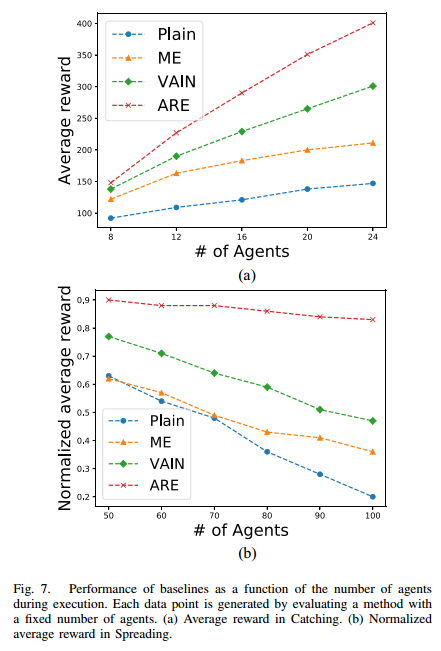 400
350
300
250
200
150
100
Average reward
Plain
ME
VAIN
ARE
8 12 16 20 24
# of Agents
(a)
0.9
0.8
0.7
0.6
0.5
0.4
0.3
0.2
Normalized average reward
Plain
ME
VAIN
ARE
50 60 70 80 90 100
# of Agents
(b)
Fig. 7. Performance of baselines as a function of the number of agents
during execution. Each data point is generated by evaluating a method with
a fixed number of agents. (a) Average reward in Catching. (b) Normalized
average reward in Spreading.